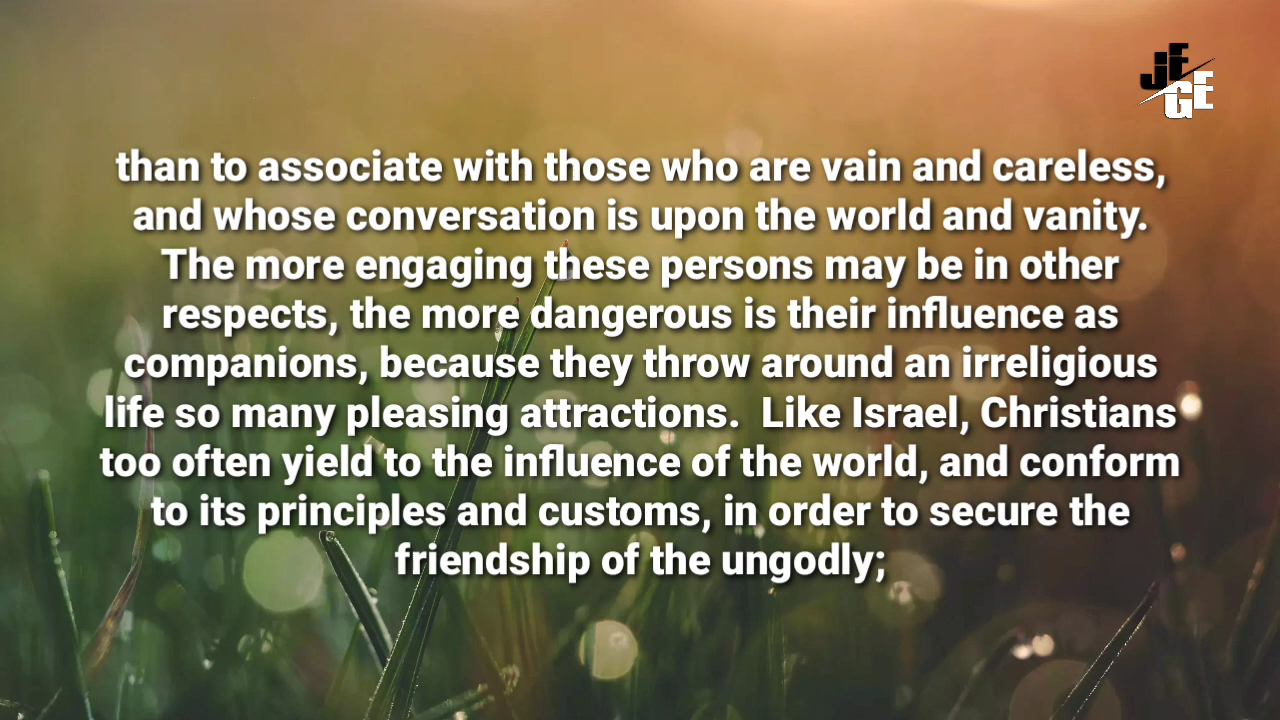 JF
GF
than to associate with those who are vain and careless,
and whose conversation is upon the world and vanity.
The more engaging these persons may be in other
respects, the more dangerous is their influence as
companions, because they throw around an irreligious
life so many pleasing attractions.  Like Israel, Christians
too often yield to the influence of the world, and conform
to its principles and customs, in order to secure the
friendship of the ungodly;